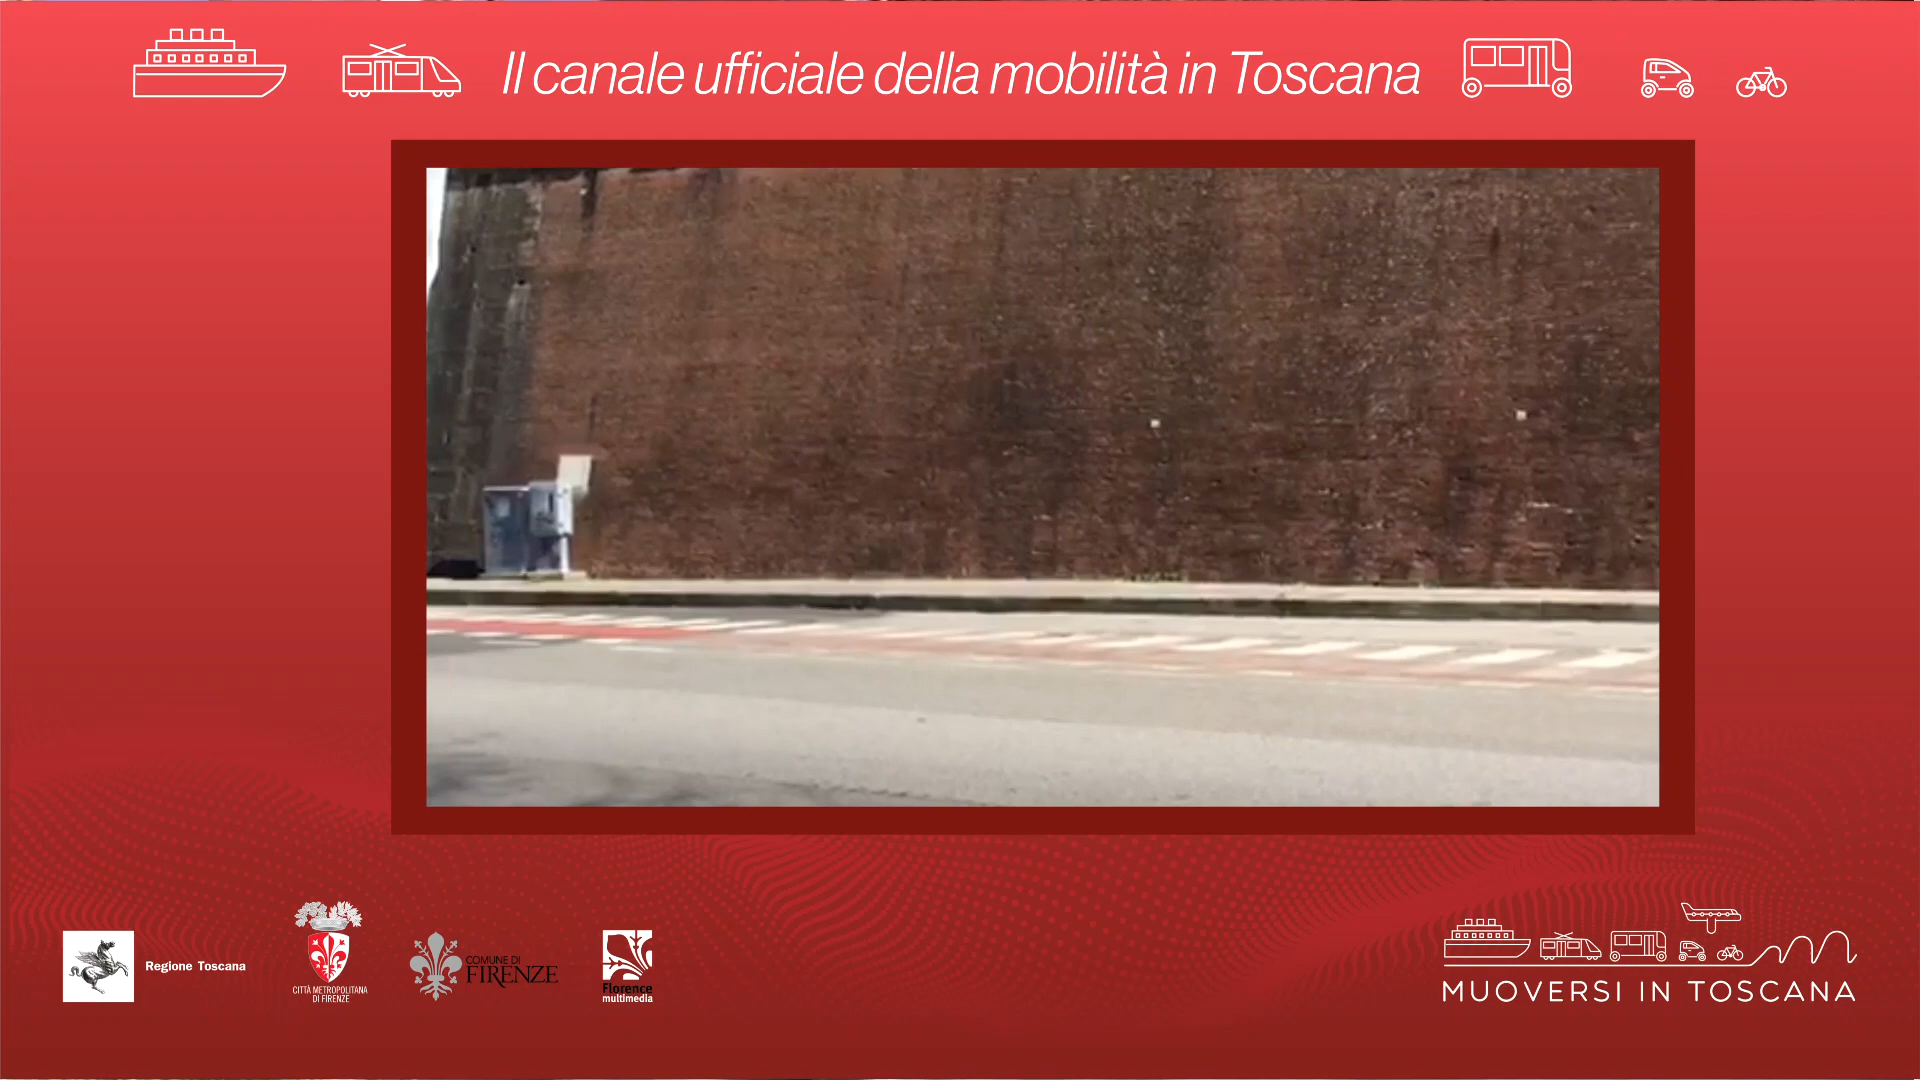 Il canale ufficiale della mobilità in Toscana
Regione Toscana
CITTÀ METROPOLITANA
DI FIRENZE
COMUNE DI
FIRENZE
Florence
multimedia
MUOVERSI IN TOSCANA